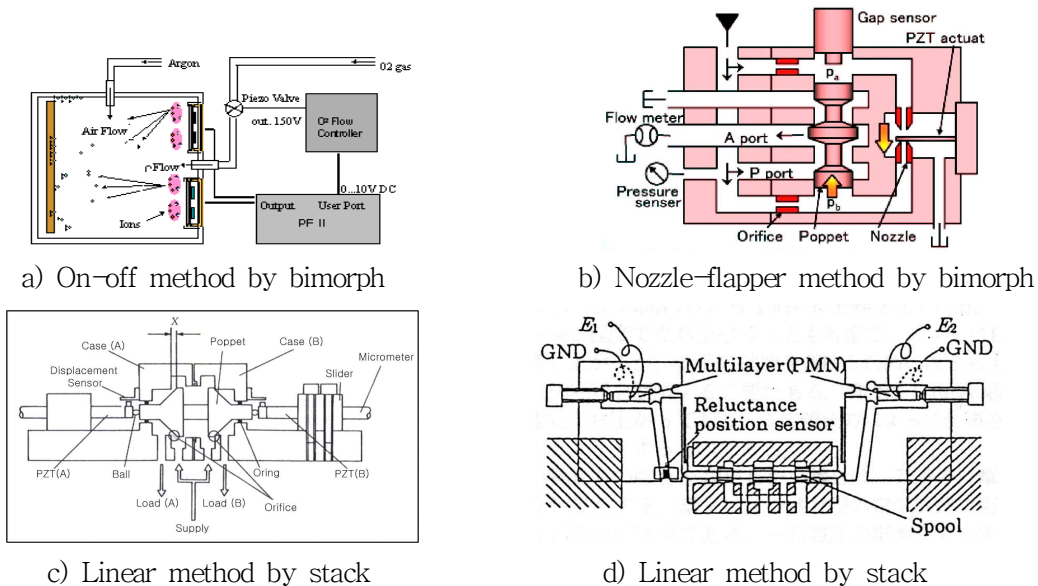 Argon
02 gas
Piezo Valve
out. 150V
Air Flow
O² Flow
Controller
Flow
0...10V DC
Output User Port
Ions
a) On-off method by bimorph
Gap sensor
PZT actuat
pa
Flow meter
A port
P port
Pressure
senser
pb
Orifice Poppet Nozzle
b) Nozzle-flapper method by bimorph
X
Case (A)
Poppet
Case (B)
Micrometer
Displacement
Sensor
Slider
PZT(A)
Ball
Oring
PZT(B)
Load (A)
Load (B)
Orifice
Supply
c) Linear method by stack
E1
E2
GND
GND
Multilayer(PMN)
Reluctance
position sensor
Spool
d) Linear method by stack